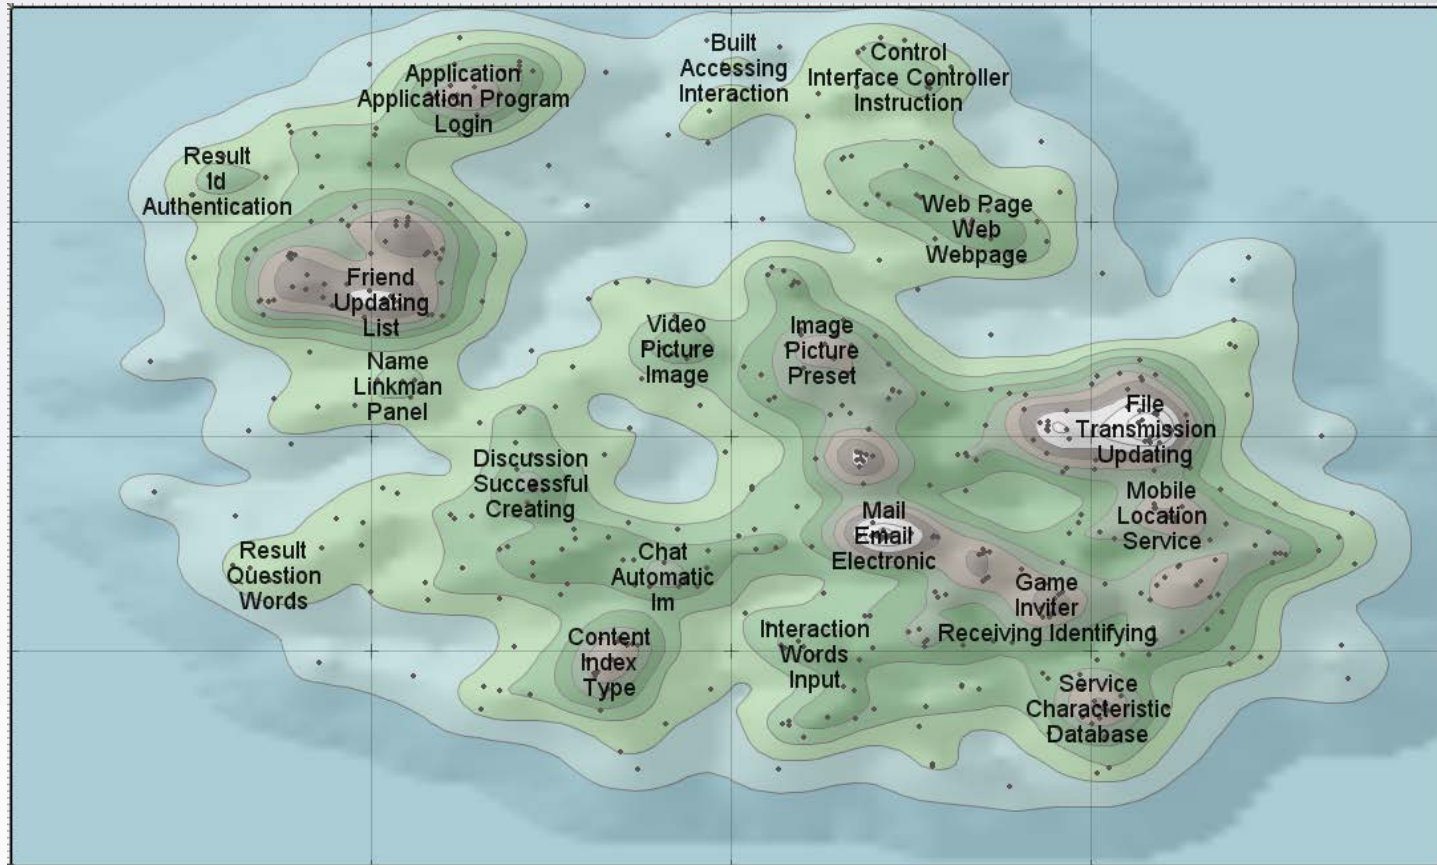 Built
Accessing
Interaction
Control
Interface Controller
Instruction
Application
Application Program
Login
Result
1d
Authentication
Web Page
Web
Webpage
Friend
Updating
List
Video
Picture
Image
Image
Picture
Preset
Name
Linkman
Panel
File
Transmission
Updating
Discussion
Successful
Creating
Mobile
Location
Service
Mail
Email
Electronic
Result
Question
Words
Chat
Automatic
Im
Game
Inviter
Receiving Identifying
Content
Index
Type
Interaction
Words
Input
Service
Characteristic
Database